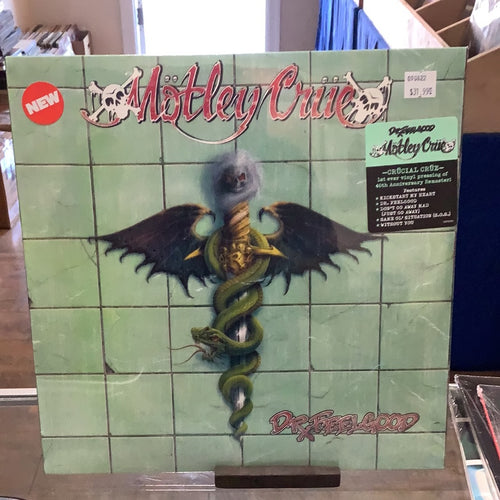 NEW
Mötley Crüe
090822
$31.99
DR. FEELGOOD
Mötley Crüe
–CRÜCIAL CRÜE–
1st ever vinyl pressing of
40th Anniversary Remaster!
Features
• KICKSTART MY HEART
• DR. FEELGOOD
• DON'T GO AWAY MAD
(JUST GO AWAY)
• SAME OL' SITUATION (S.O.S.)
• WITHOUT YOU
DR. FEELGOOD